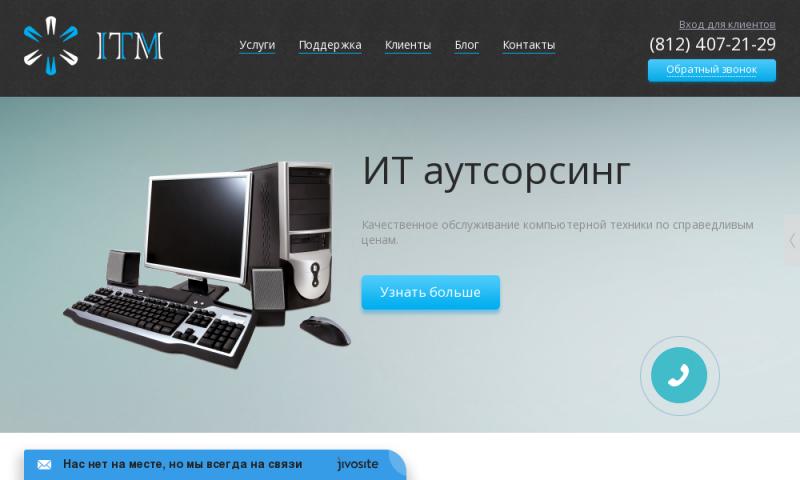 Вход для клиентов
ITM
Услуги Поддержка Клиенты Блог Контакты
(812) 407-21-29
Обратный звонок
ИТ аутсорсинг
Качественное обслуживание компьютерной техники по справедливым
ценам.
Узнать больше
Нас нет на месте, но мы всегда на связи
jivosite